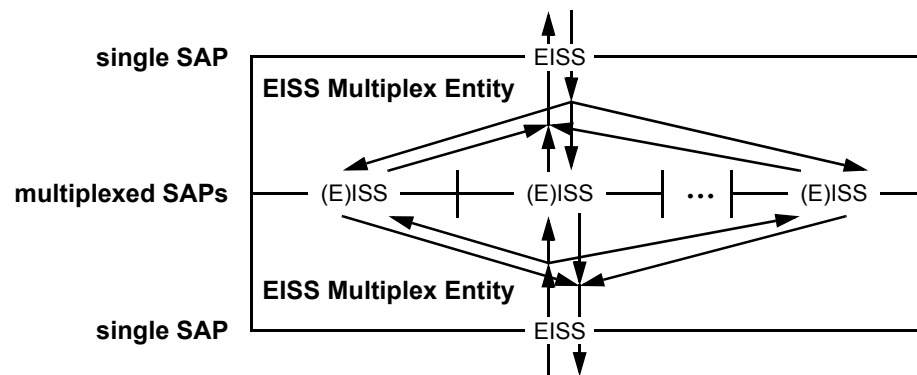 single SAP EISS
EISS Multiplex Entity
multiplexed SAPs (E)ISS (E)ISS ... (E)ISS
EISS Multiplex Entity
single SAP EISS